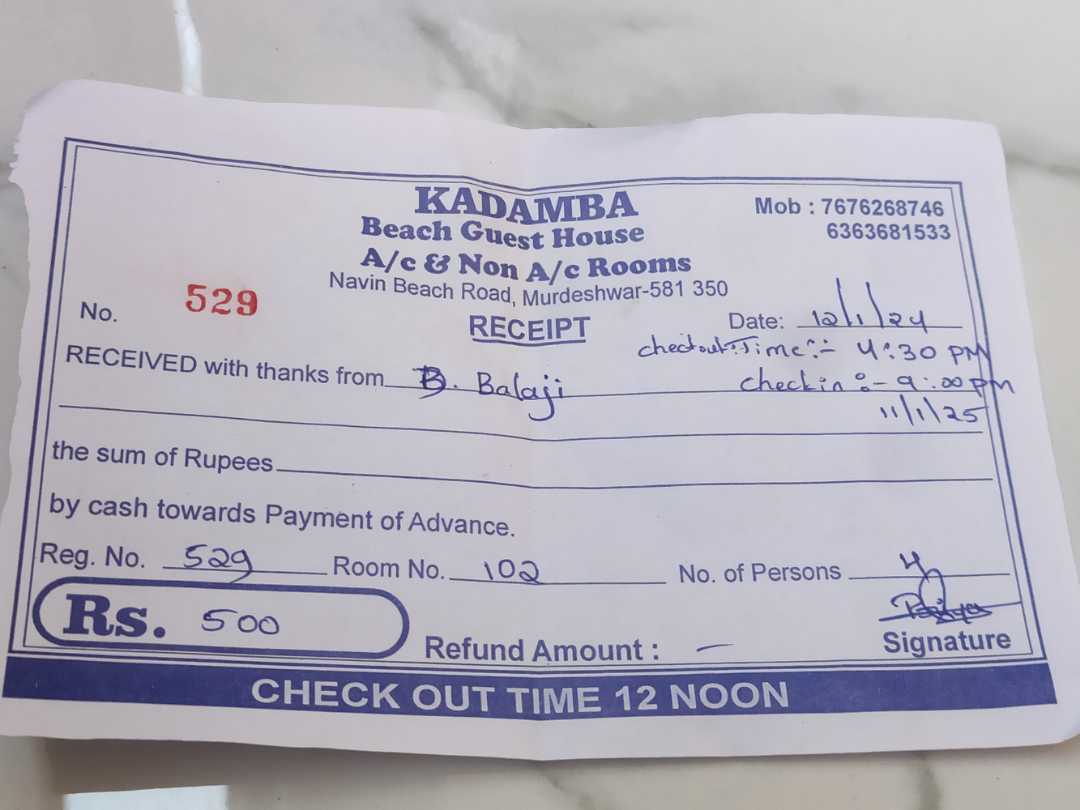 KADAMBA
Beach Guest House
A/c & Non A/c Rooms
Navin Beach Road, Murdeshwar-581 350
Mob : 7676268746
6363681533
No. 529
RECEIPT
Date: 12/1/24
checkout Time :- 4:30 PM
RECEIVED with thanks from B. Balaji
checkin :- 9:00 PM
11/1/25
the sum of Rupees
by cash towards Payment of Advance.
Reg. No. 529 Room No. 102 No. of Persons 4
Rs. 500
Refund Amount : —
Signature
CHECK OUT TIME 12 NOON